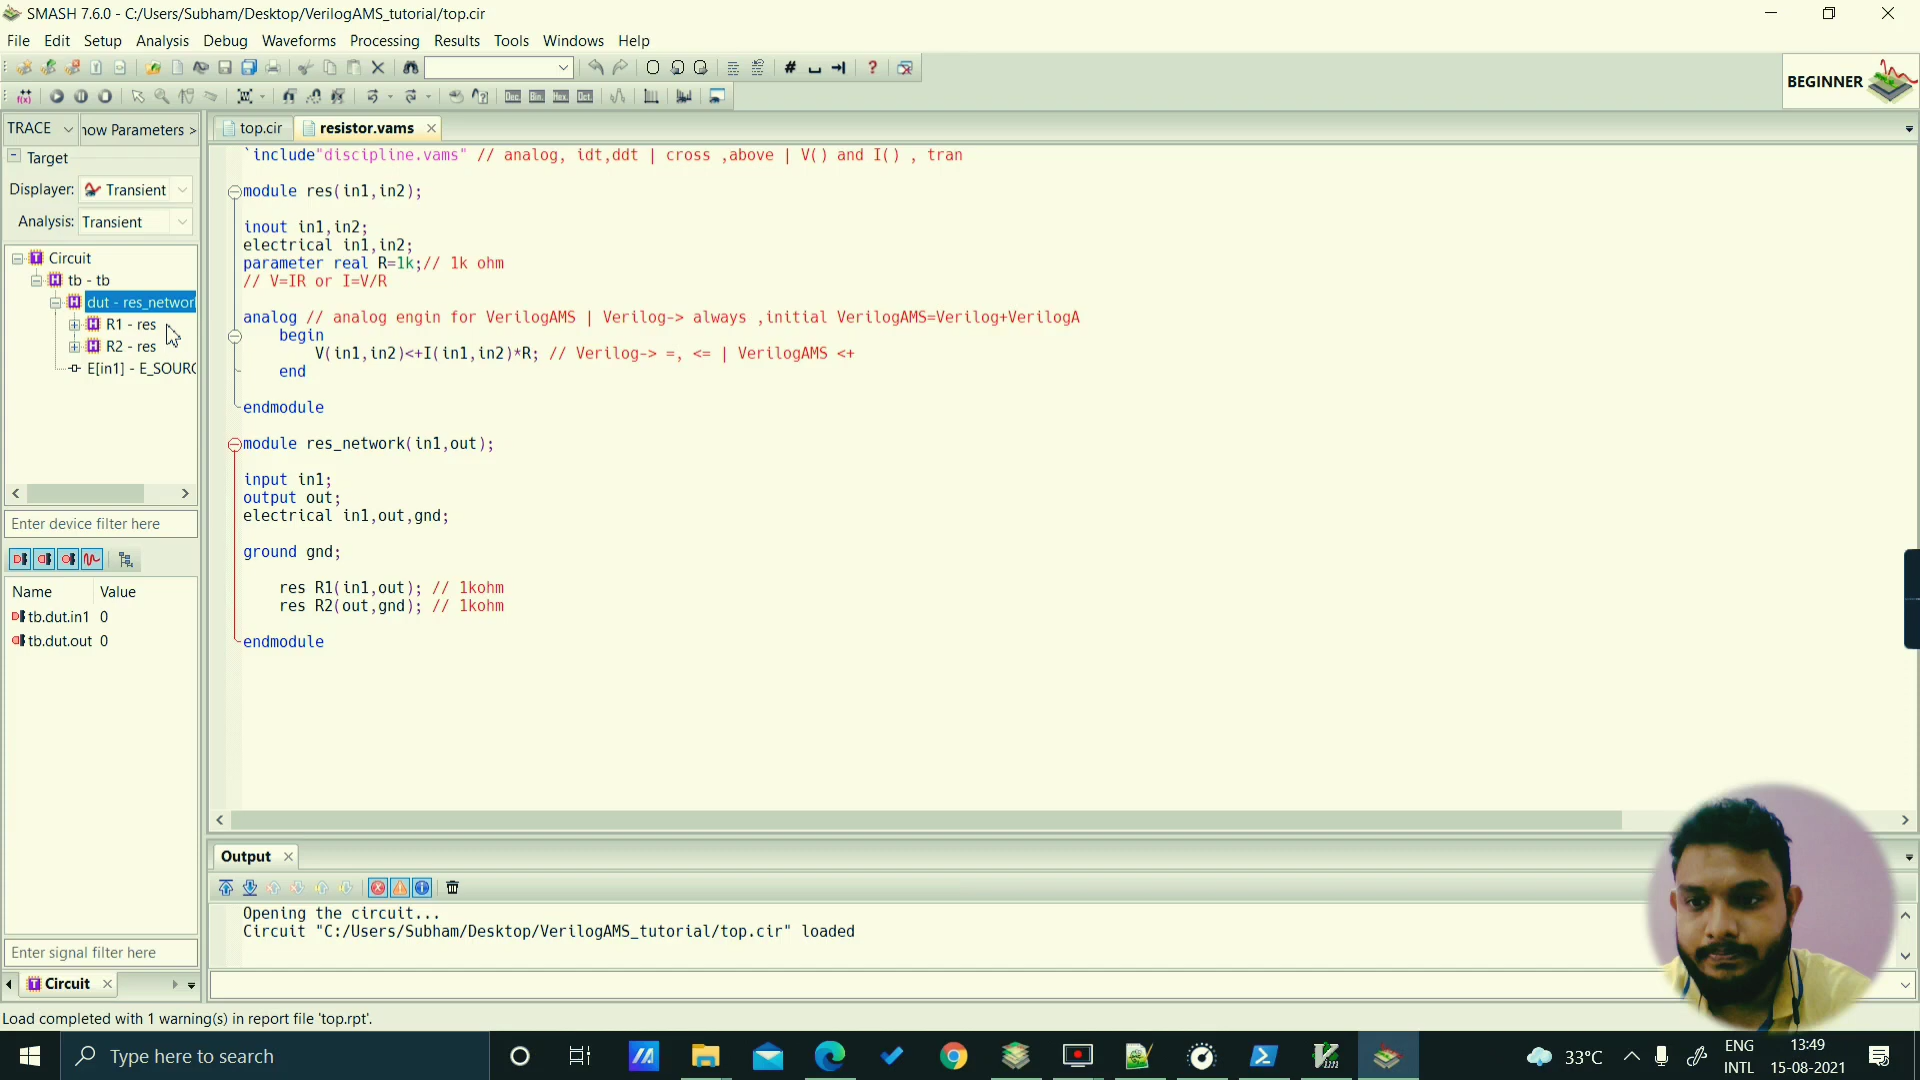 SMASH 7.6.0 - C:/Users/Subham/Desktop/VerilogAMS_tutorial/top.cir
File Edit Setup Analysis Debug Waveforms Processing Results Tools Windows Help
BEGINNER
Dec Bin Hex Oct
TRACE now Parameters >
top.cir resistor.vams
Target
Displayer: Transient
Analysis: Transient
Circuit
tb - tb
dut - res_networ
R1 - res
R2 - res
E[in1] - E_SOURC
Enter device filter here
Name Value
tb.dut.in1 0
tb.dut.out 0
Enter signal filter here
Circuit
`include"discipline.vams" // analog, idt,ddt | cross ,above | V() and I() , tran
module res(in1,in2);
inout in1,in2;
electrical in1,in2;
parameter real R=1k;// 1k ohm
// V=IR or I=V/R
analog // analog engin for VerilogAMS | Verilog-> always ,initial VerilogAMS=Verilog+VerilogA
begin
V(in1,in2)<+I(in1,in2)*R; // Verilog-> =, <= | VerilogAMS <+
end
endmodule
module res_network(in1,out);
input in1;
output out;
electrical in1,out,gnd;
ground gnd;
res R1(in1,out); // 1kohm
res R2(out,gnd); // 1kohm
endmodule
Output
Opening the circuit...
Circuit "C:/Users/Subham/Desktop/VerilogAMS_tutorial/top.cir" loaded
Load completed with 1 warning(s) in report file 'top.rpt'.
Type here to search
33°C
ENG
INTL
13:49
15-08-2021